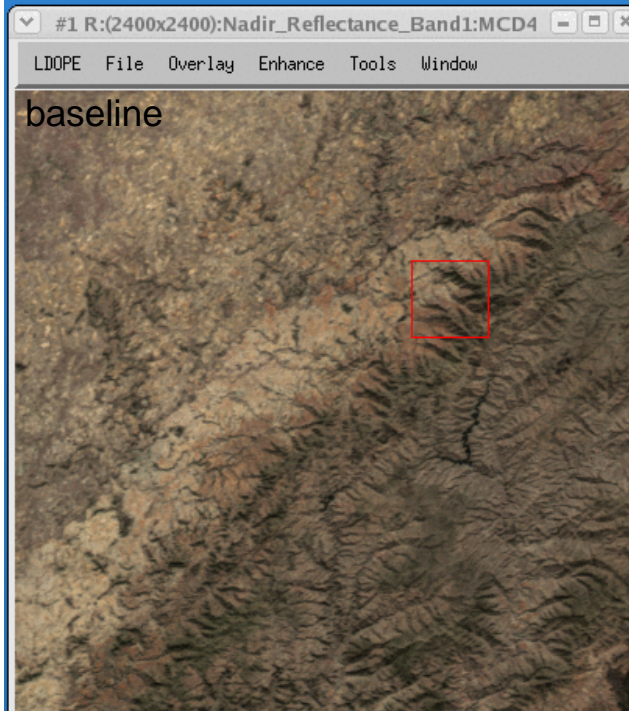 #1 R:(2400x2400):Nadir_Reflectance_Band1:MCD4
LDOPE File Overlay Enhance Tools Window
baseline